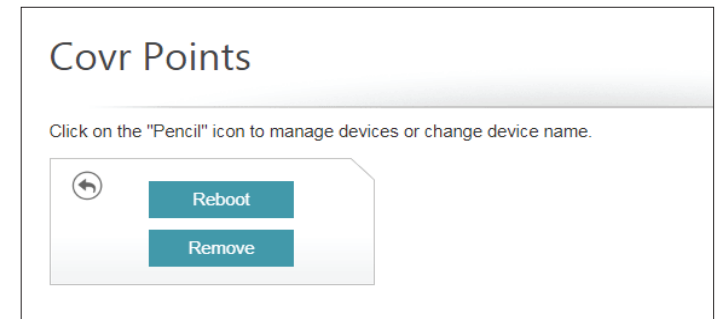 Covr Points
Click on the "Pencil" icon to manage devices or change device name.
Reboot
Remove